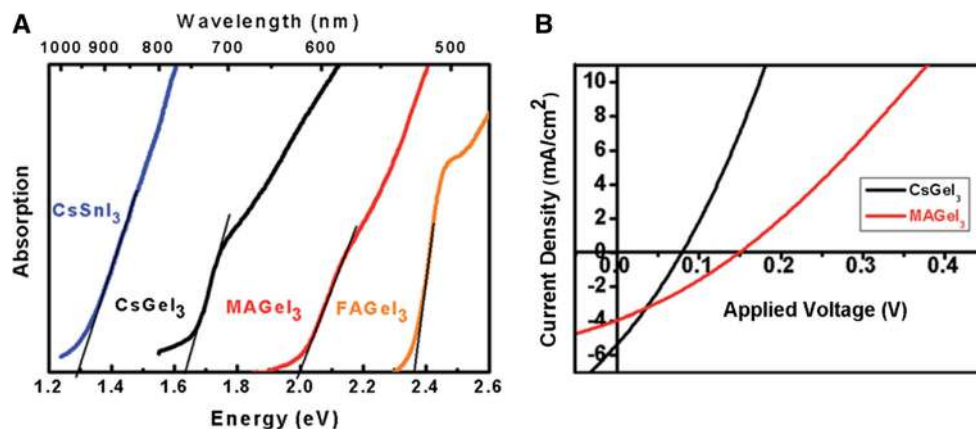 A
Wavelength (nm)
1000 900 800 700 600 500
Absorption
CsSnI3
CsGeI3
MAGeI3
FAGeI3
1.2 1.4 1.6 1.8 2.0 2.2 2.4 2.6
Energy (eV)
B
Current Density (mA/cm2)
10
8
6
4
2
0
-2
-4
-6
0.0 0.1 0.2 0.3 0.4
Applied Voltage (V)
CsGeI3
MAGeI3